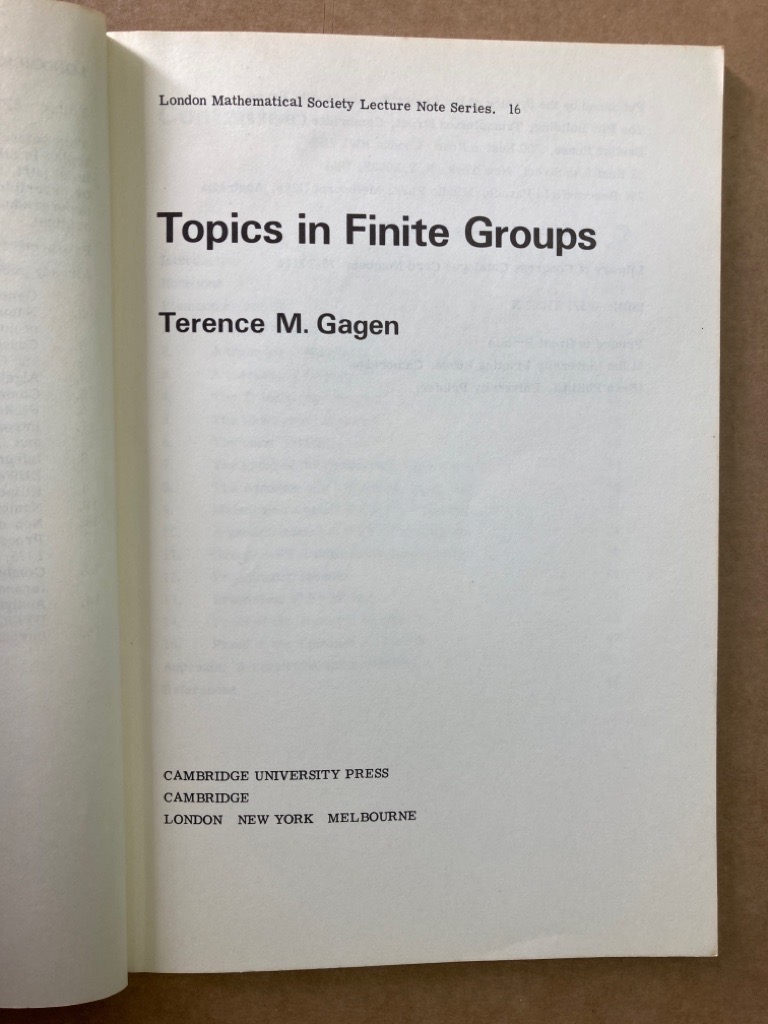 London Mathematical Society Lecture Note Series. 16
Topics in Finite Groups
Terence M. Gagen
CAMBRIDGE UNIVERSITY PRESS
CAMBRIDGE
LONDON NEW YORK MELBOURNE